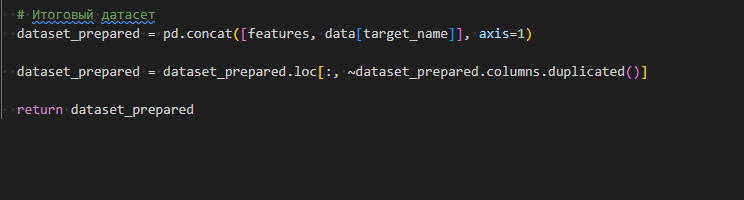 # Итоговый датасет
dataset_prepared = pd.concat([features, data[target_name]], axis=1)
dataset_prepared = dataset_prepared.loc[:, ~dataset_prepared.columns.duplicated()]
return dataset_prepared